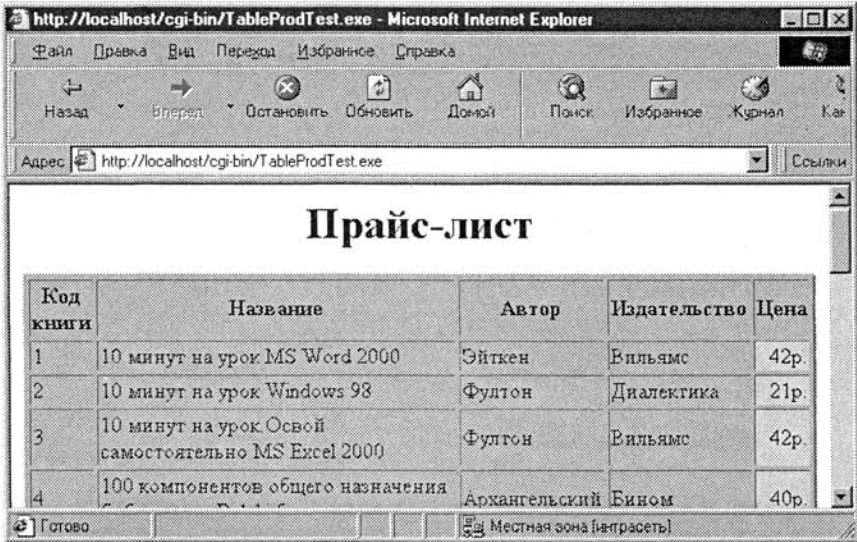 http://localhost/cgi-bin/TableProdTest.exe - Microsoft Internet Explorer
Файл Правка Вид Переход Избранное Справка
Назад Вперед Остановить Обновить Домой Поиск Избранное Журнал Кан
Адрес http://localhost/cgi-bin/TableProdTest.exe Ссылки
Прайс-лист
Код книги Название Автор Издательство Цена
1 10 минут на урок MS Word 2000 Эйткен Вильямс 42р.
2 10 минут на урок Windows 98 Фултон Диалектика 21р.
3 10 минут на урок.Освой самостоятельно MS Excel 2000 Фултон Вильямс 42р.
4 100 компонентов общего назначения Архангельский Бином 40р.
Готово Местная зона (интрасеть)